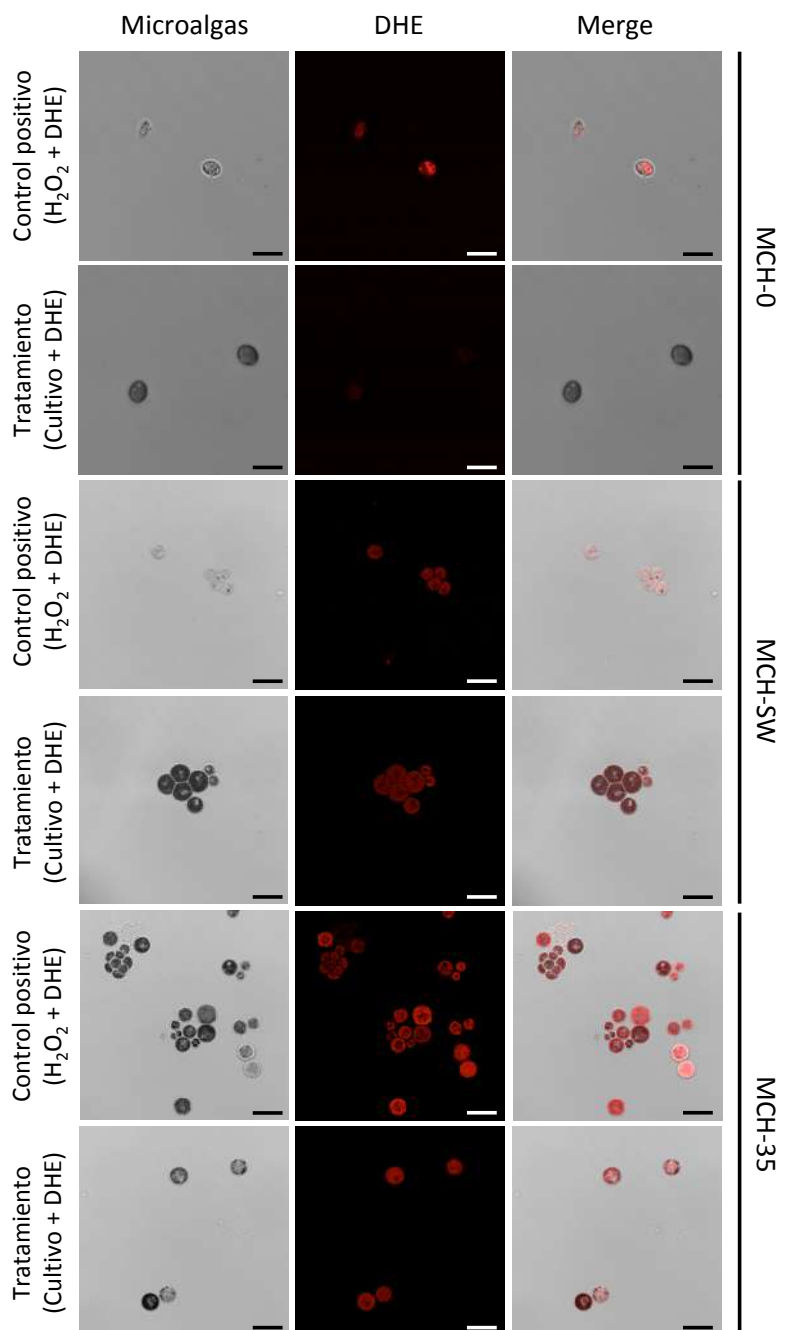 Microalgas DHE Merge
Control positivo
(H₂O₂ + DHE)
Tratamiento
(Cultivo + DHE)
MCH-0
Control positivo
(H₂O₂ + DHE)
Tratamiento
(Cultivo + DHE)
MCH-SW
Control positivo
(H₂O₂ + DHE)
Tratamiento
(Cultivo + DHE)
MCH-35